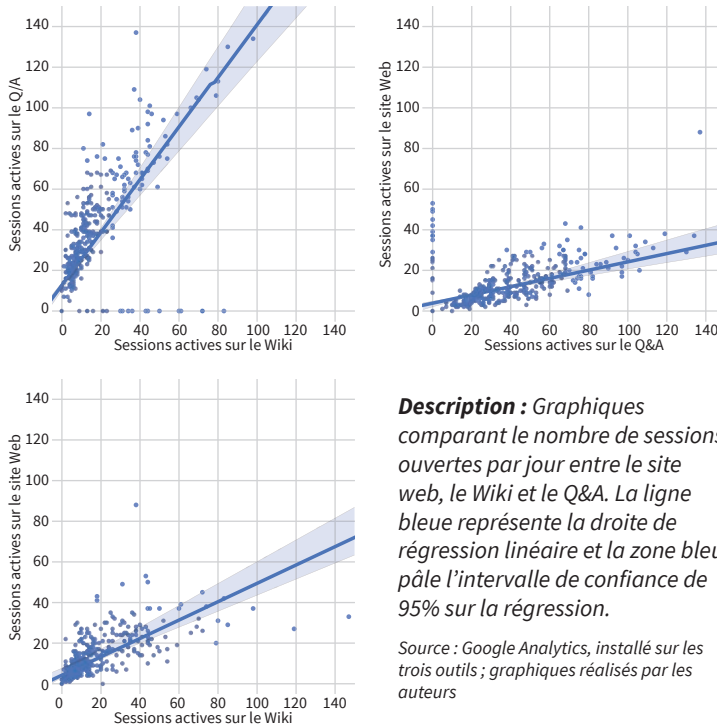 140
120
100
80
60
40
20
0
Sessions actives sur le Q/A
0 20 40 60 80 100 120 140
Sessions actives sur le Wiki
140
120
100
80
60
40
20
0
Sessions actives sur le site Web
0 20 40 60 80 100 120 140
Sessions actives sur le Q&A
140
120
100
80
60
40
20
0
Sessions actives sur le site Web
0 20 40 60 80 100 120 140
Sessions actives sur le Wiki
Description : Graphiques
comparant le nombre de sessions
ouvertes par jour entre le site
web, le Wiki et le Q&A. La ligne
bleue représente la droite de
régression linéaire et la zone bleu
pâle l'intervalle de confiance de
95% sur la régression.
Source : Google Analytics, installé sur les
trois outils ; graphiques réalisés par les
auteurs